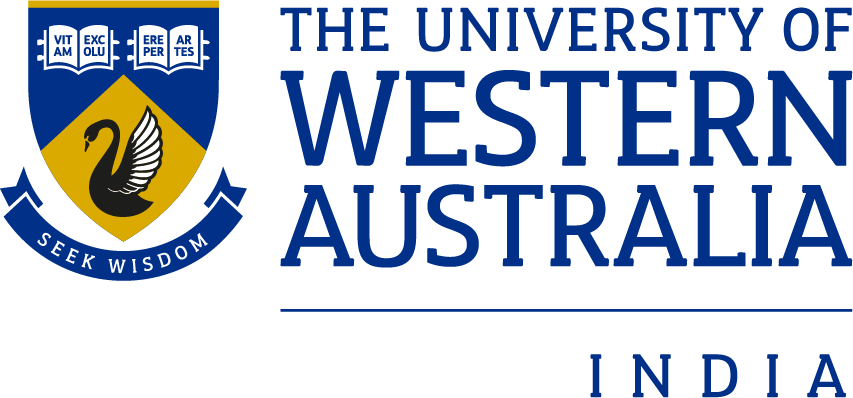 VIT EXC
AM OLU
ERE AR
PER TES
SEEK WISDOM
THE UNIVERSITY OF
WESTERN
AUSTRALIA
INDIA